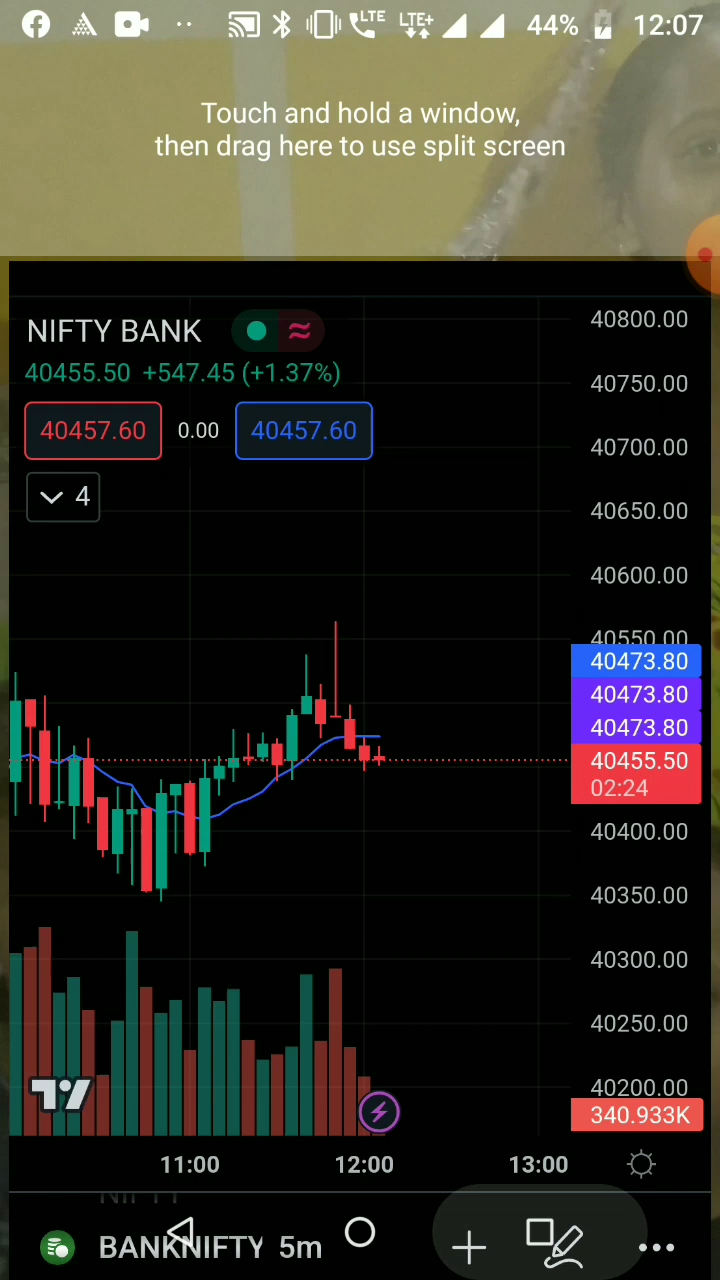 LTE LTE+ 44% 12:07
Touch and hold a window,
then drag here to use split screen
NIFTY BANK
40455.50 +547.45 (+1.37%)
40457.60 0.00 40457.60
4
40800.00
40750.00
40700.00
40650.00
40600.00
40550.00
40473.80
40473.80
40473.80
40455.50
02:24
40400.00
40350.00
40300.00
40250.00
40200.00
340.933K
11:00 12:00 13:00
NIFTY
BANKNIFTY 5m